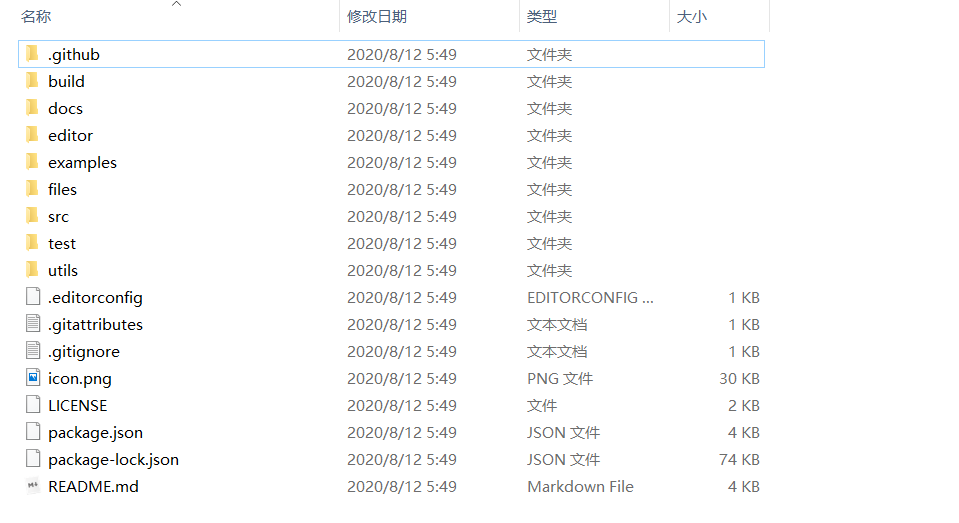 名称 修改日期 类型 大小
.github 2020/8/12 5:49 文件夹
build 2020/8/12 5:49 文件夹
docs 2020/8/12 5:49 文件夹
editor 2020/8/12 5:49 文件夹
examples 2020/8/12 5:49 文件夹
files 2020/8/12 5:49 文件夹
src 2020/8/12 5:49 文件夹
test 2020/8/12 5:49 文件夹
utils 2020/8/12 5:49 文件夹
.editorconfig 2020/8/12 5:49 EDITORCONFIG ... 1 KB
.gitattributes 2020/8/12 5:49 文本文档 1 KB
.gitignore 2020/8/12 5:49 文本文档 1 KB
icon.png 2020/8/12 5:49 PNG 文件 30 KB
LICENSE 2020/8/12 5:49 文件 2 KB
package.json 2020/8/12 5:49 JSON 文件 4 KB
package-lock.json 2020/8/12 5:49 JSON 文件 74 KB
README.md 2020/8/12 5:49 Markdown File 4 KB